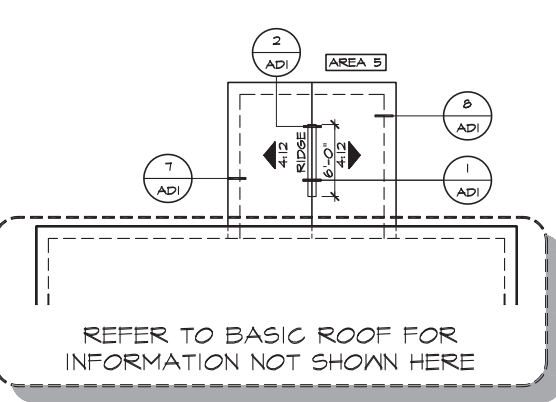 2
ADI
AREA 5
8
ADI
4:12
RIDGE
6'-0"
4:12
7
ADI
1
ADI
REFER TO BASIC ROOF FOR
INFORMATION NOT SHOWN HERE